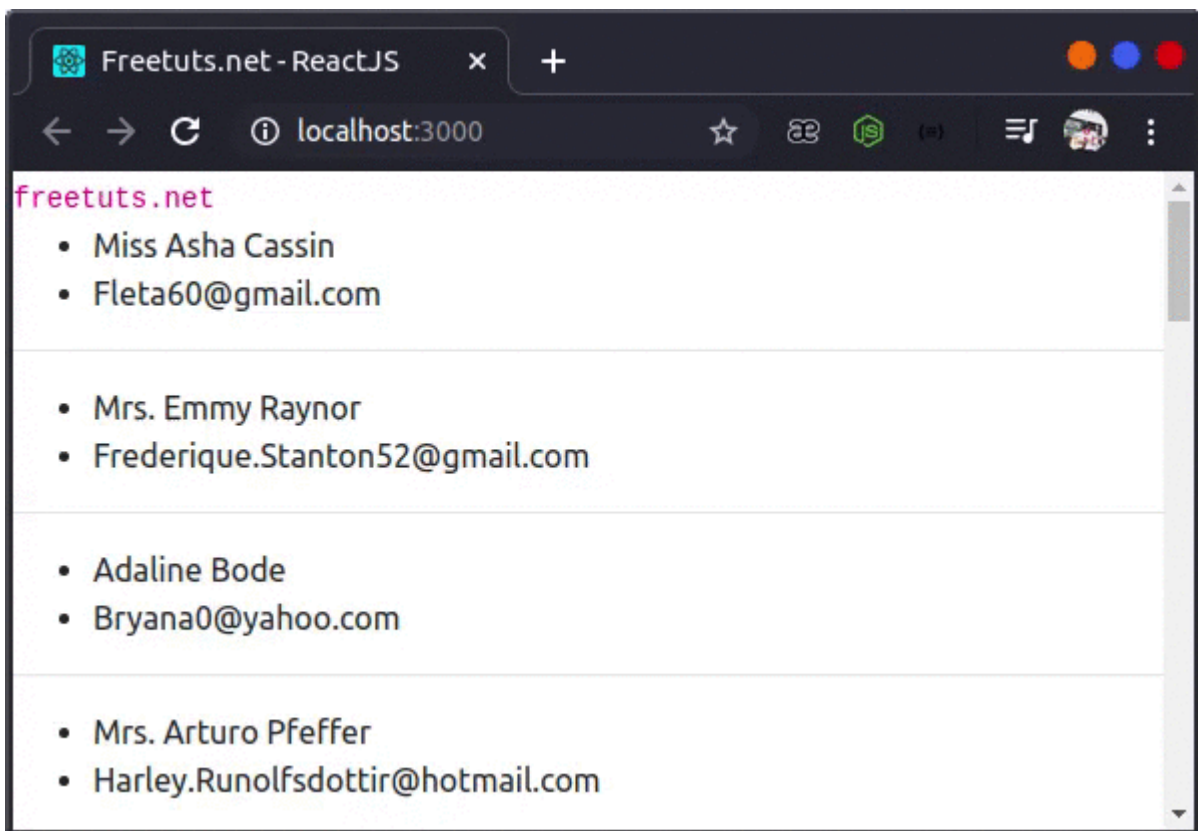 Freetuts.net - ReactJS
localhost:3000
freetuts.net
Miss Asha Cassin
Fleta60@gmail.com
Mrs. Emmy Raynor
Frederique.Stanton52@gmail.com
Adaline Bode
Bryana0@yahoo.com
Mrs. Arturo Pfeffer
Harley.Runolfsdottir@hotmail.com